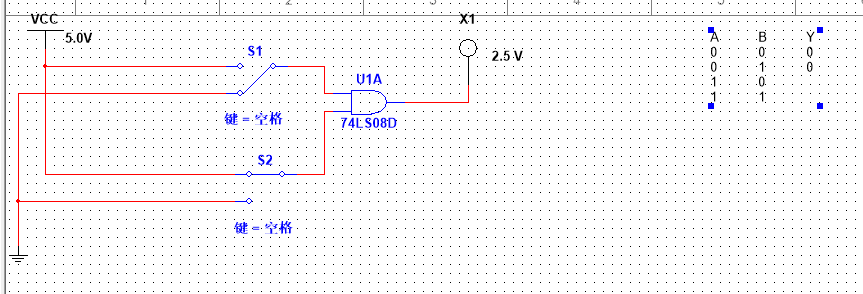 VCC
5.0V
S1
键 = 空格
U1A
74LS08D
X1
2.5 V
S2
键 = 空格
A B Y
0 0 0
0 1 0
1 0
1 1